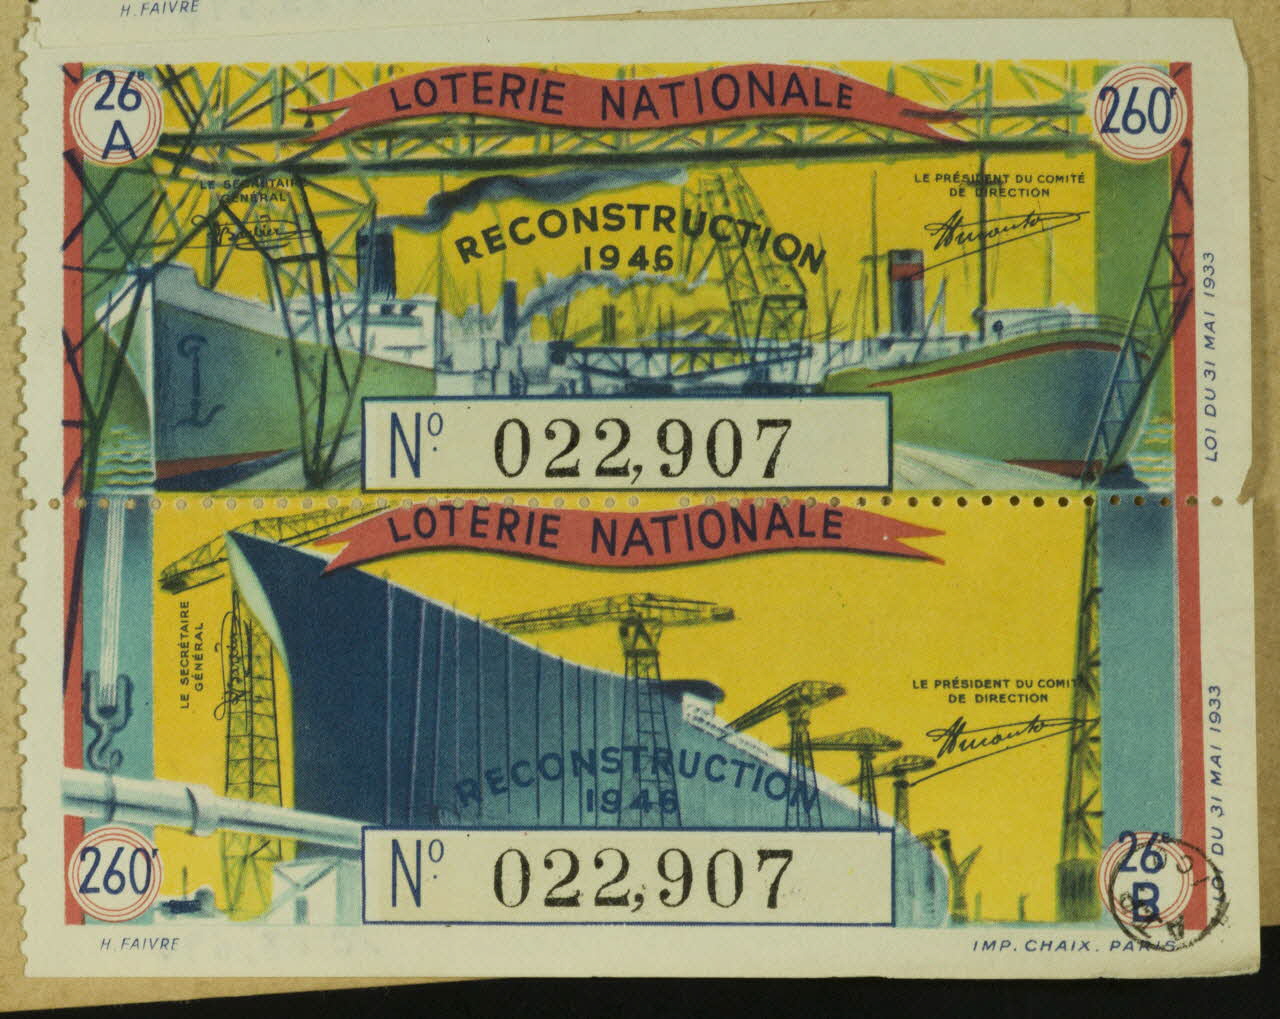 H. FAIVRE
26ᵉ
A
LOTERIE NATIONALE
260F
LE SECRÉTAIRE
GÉNÉRAL
LE PRÉSIDENT DU COMITÉ
DE DIRECTION
RECONSTRUCTION
1946
Nº 022,907
LOI DU 31 MAI 1933
LOTERIE NATIONALE
LE SECRÉTAIRE
GÉNÉRAL
LE PRÉSIDENT DU COMITÉ
DE DIRECTION
RECONSTRUCTION
1946
260F
Nº 022,907
26ᵉ
B
LOI DU 31 MAI 1933
H. FAIVRE
IMP. CHAIX. PARIS